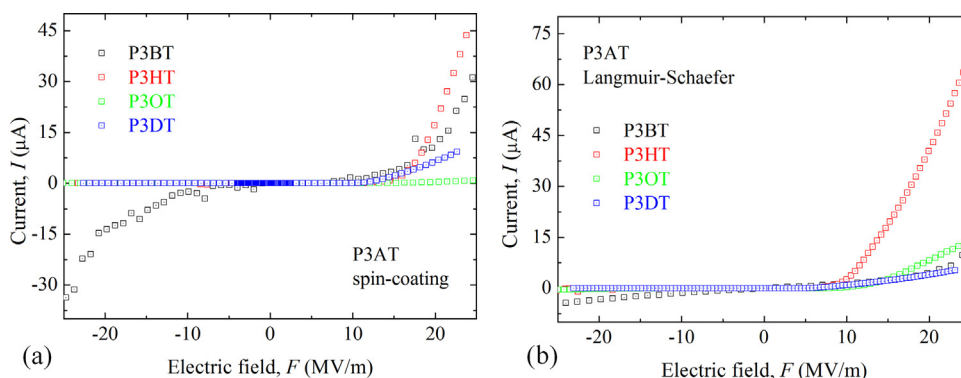 45
30
15
0
-15
-30
Current, I (μA)
P3BT
P3HT
P3OT
P3DT
P3AT
spin-coating
-20
-10
0
10
20
(a)
Electric field, F (MV/m)
75
60
45
30
15
0
Current, I (μA)
P3AT
Langmuir-Schaefer
P3BT
P3HT
P3OT
P3DT
-20
-10
0
10
20
(b)
Electric field, F (MV/m)